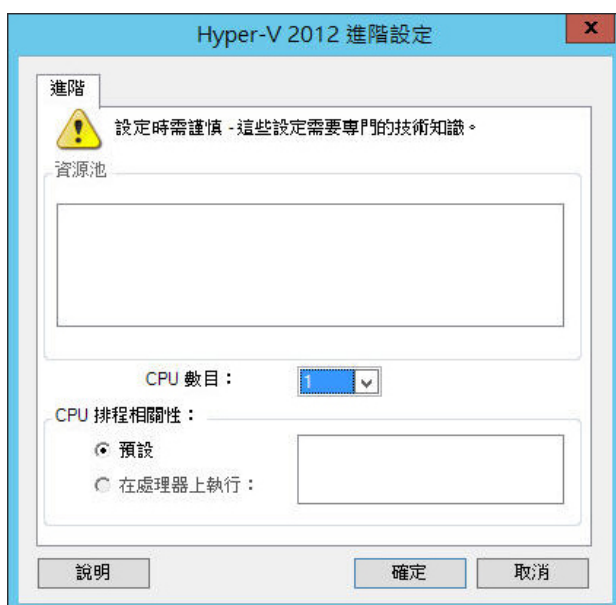 Hyper-V 2012 進階設定
x
進階
設定時需謹慎 -這些設定需要專門的技術知識。
資源池
CPU 數目：
1
CPU 排程相關性：
預設
在處理器上執行：
說明
確定
取消